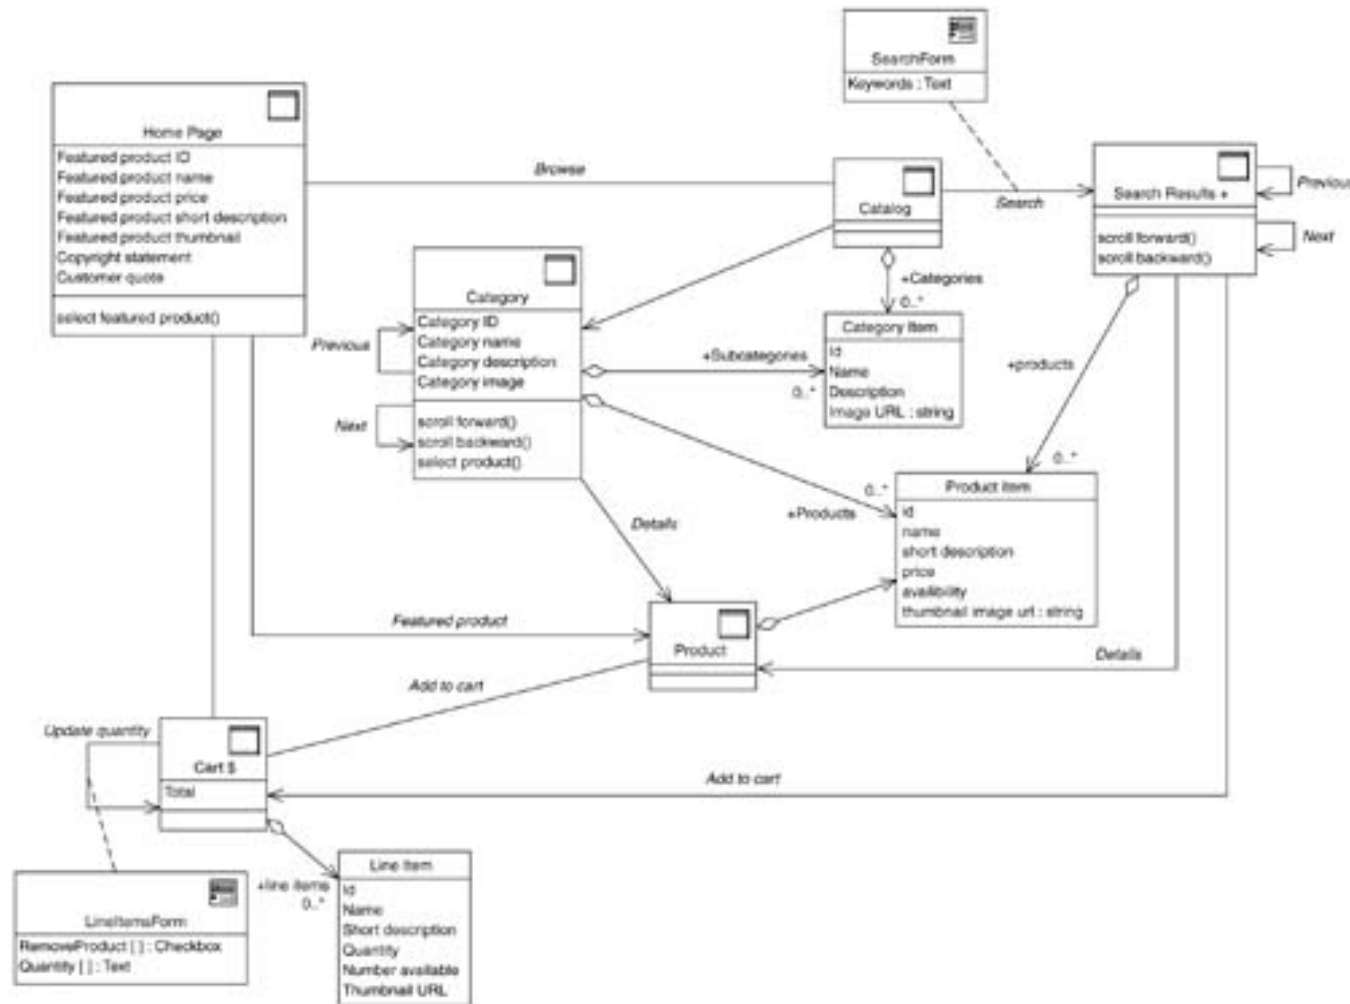 SearchForm
Keywords : Text
Home Page
Featured product ID
Featured product name
Featured product price
Featured product short description
Featured product thumbnail
Copyright statement
Customer quote
select featured product()
Browse
Catalog
Search
Search Results +
scroll forward()
scroll backward()
Previous
Next
+Categories
0..*
Category
Category ID
Category name
Category description
Category image
scroll forward()
scroll backward()
select product()
Previous
Next
+Subcategories
0..*
Category Item
Id
Name
Description
Image URL : string
+products
0..*
+Products
0..*
Product Item
id
name
short description
price
availibility
thumbnail image url : string
Details
Featured product
Product
Details
Add to cart
Update quantity
Cart $
Total
Add to cart
+line items
0..*
Line Item
Id
Name
Short description
Quantity
Number available
Thumbnail URL
LineItemsForm
RemoveProduct [ ] : Checkbox
Quantity [ ] : Text